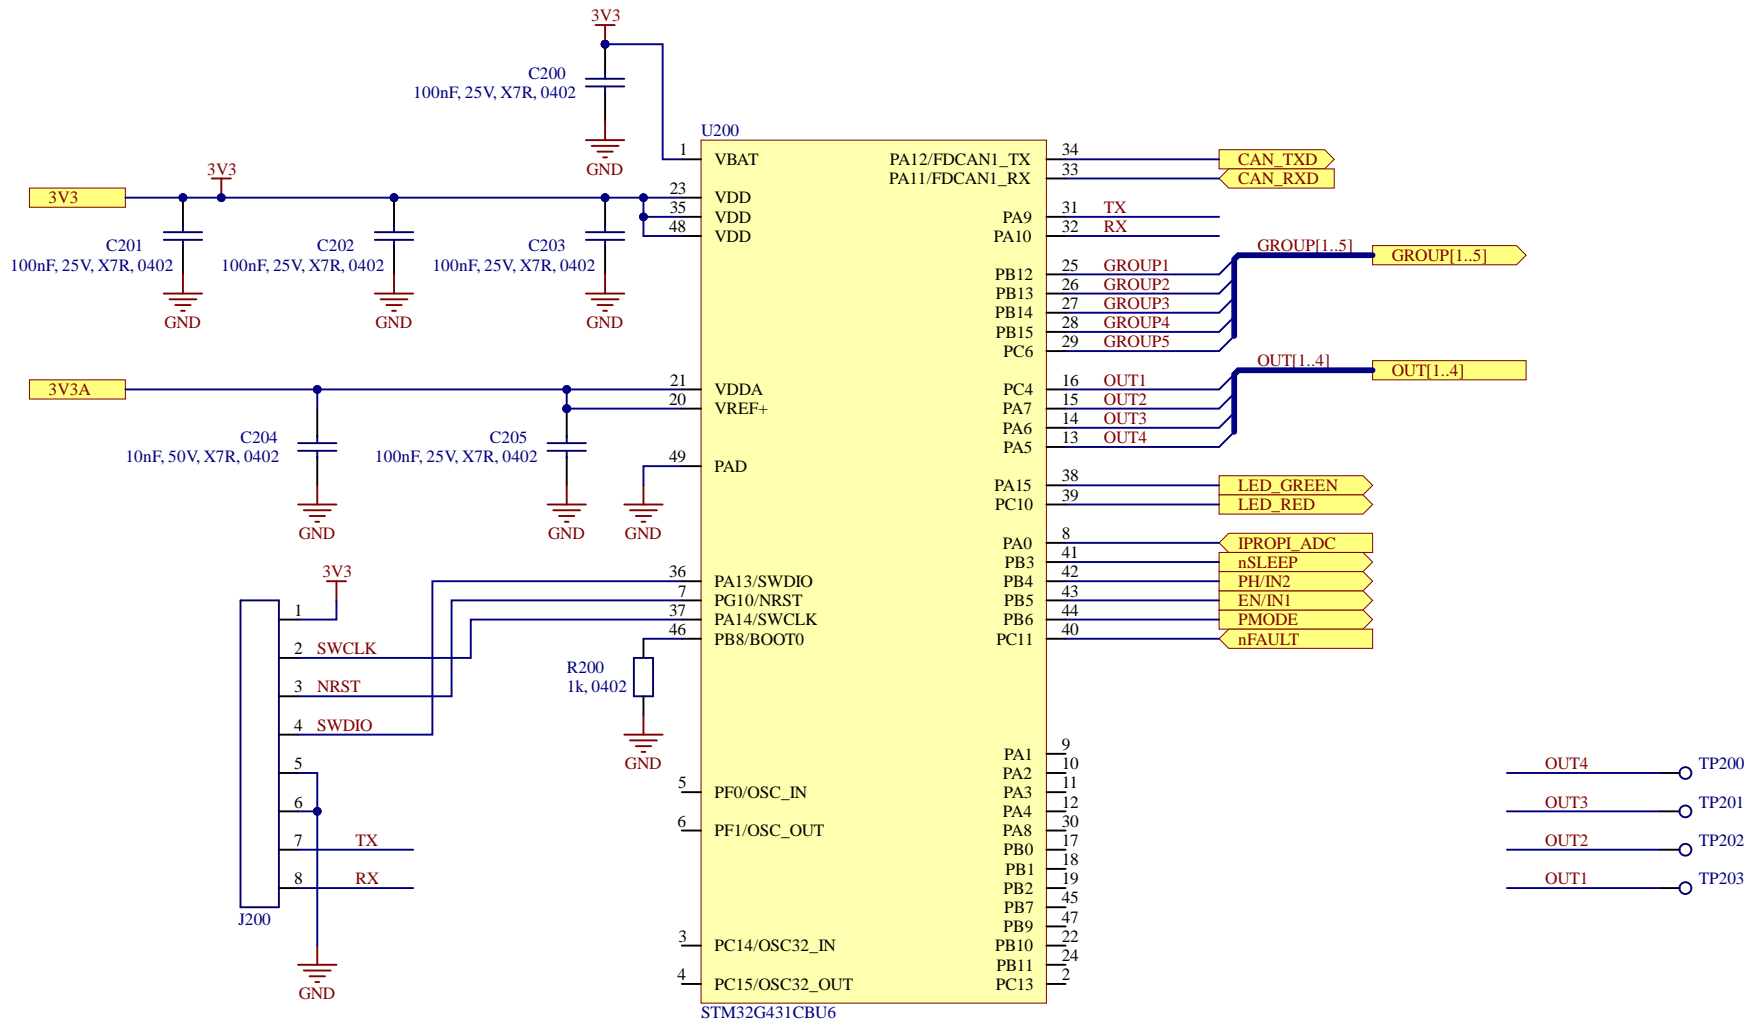 3V3
C200
100nF, 25V, X7R, 0402
GND
3V3
3V3
C201
100nF, 25V, X7R, 0402
GND
C202
100nF, 25V, X7R, 0402
GND
C203
100nF, 25V, X7R, 0402
GND
3V3A
C204
10nF, 50V, X7R, 0402
GND
C205
100nF, 25V, X7R, 0402
GND
GND
3V3
1
2 SWCLK
3 NRST
4 SWDIO
5
6
7 TX
8 RX
J200
GND
R200
1k, 0402
GND
U200
1 VBAT
23 VDD
35 VDD
48 VDD
21 VDDA
20 VREF+
49 PAD
36 PA13/SWDIO
7 PG10/NRST
37 PA14/SWCLK
46 PB8/BOOT0
5 PF0/OSC_IN
6 PF1/OSC_OUT
3 PC14/OSC32_IN
4 PC15/OSC32_OUT
STM32G431CBU6
PA12/FDCAN1_TX 34 CAN_TXD
PA11/FDCAN1_RX 33 CAN_RXD
PA9 31 TX
PA10 32 RX
GROUP[1..5] GROUP[1..5]
PB12 25 GROUP1
PB13 26 GROUP2
PB14 27 GROUP3
PB15 28 GROUP4
PC6 29 GROUP5
OUT[1..4] OUT[1..4]
PC4 16 OUT1
PA7 15 OUT2
PA6 14 OUT3
PA5 13 OUT4
PA15 38 LED_GREEN
PC10 39 LED_RED
PA0 8 IPROPI_ADC
PB3 41 nSLEEP
PB4 42 PH/IN2
PB5 43 EN/IN1
PB6 44 PMODE
PC11 40 nFAULT
PA1 9
PA2 10
PA3 11
PA4 12
PA8 30
PB0 17
PB1 18
PB2 19
PB7 45
PB9 47
PB10 22
PB11 24
PC13 2
OUT4 TP200
OUT3 TP201
OUT2 TP202
OUT1 TP203